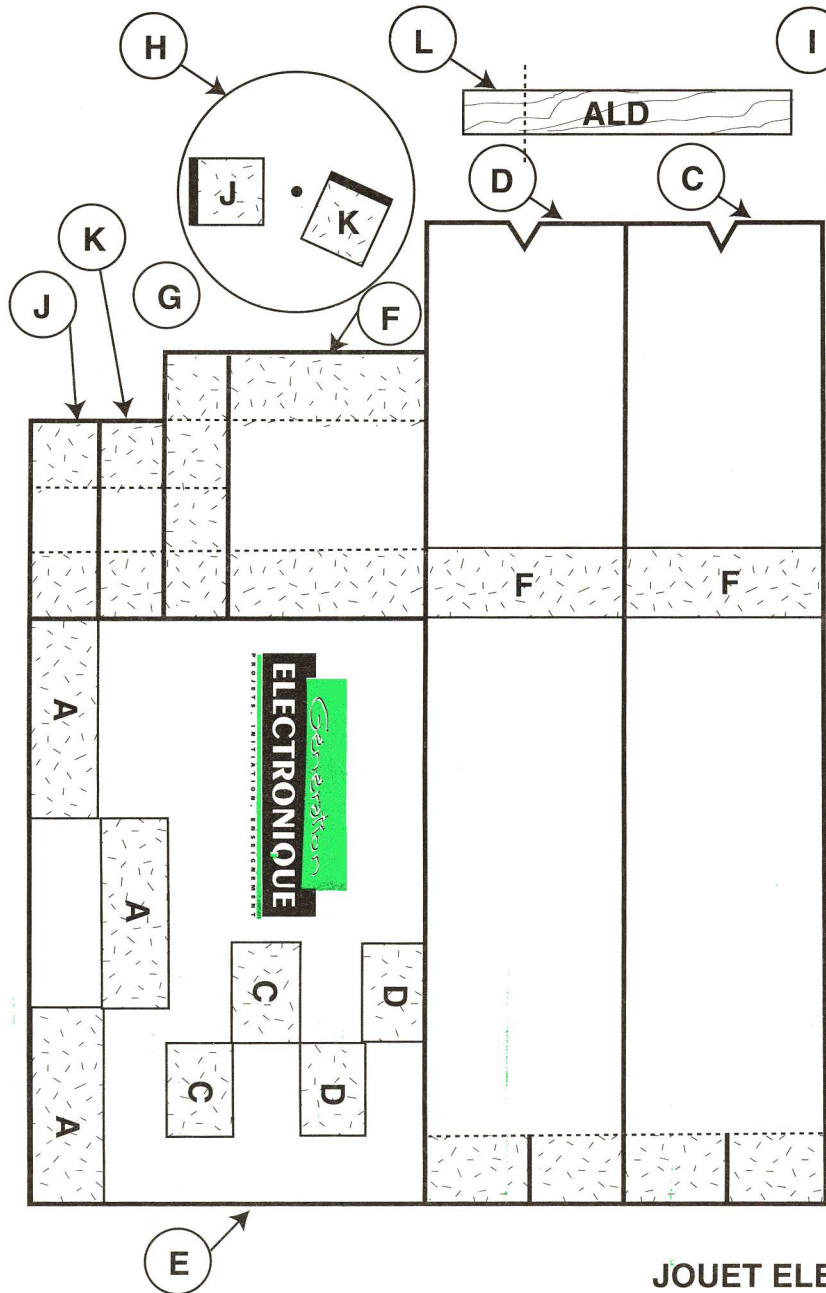 H
L
I
ALD
D
C
J
K
K
G
J
F
F
F
A
Génération
ELECTRONIQUE
PROJETS, INITIATION, ENSEIGNEMENT
A
C
D
C
D
A
E
JOUET ELE